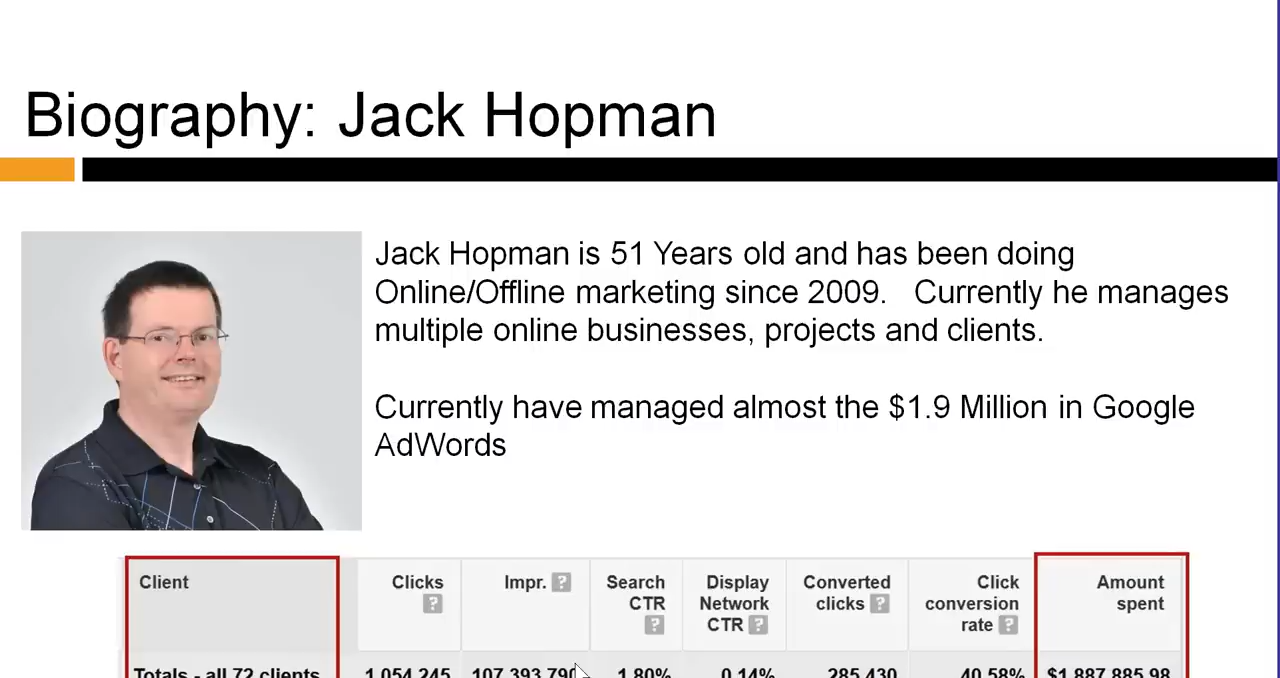 Biography: Jack Hopman
Jack Hopman is 51 Years old and has been doing
Online/Offline marketing since 2009. Currently he manages
multiple online businesses, projects and clients.
Currently have managed almost the $1.9 Million in Google
AdWords
Client Clicks ? Impr. ? Search CTR ? Display Network CTR ? Converted clicks ? Click conversion rate ? Amount spent
Totals - all 72 clients 1,054,245 107,393,790 1.80% 0.14% 285,430 40.58% $1,887,885.98